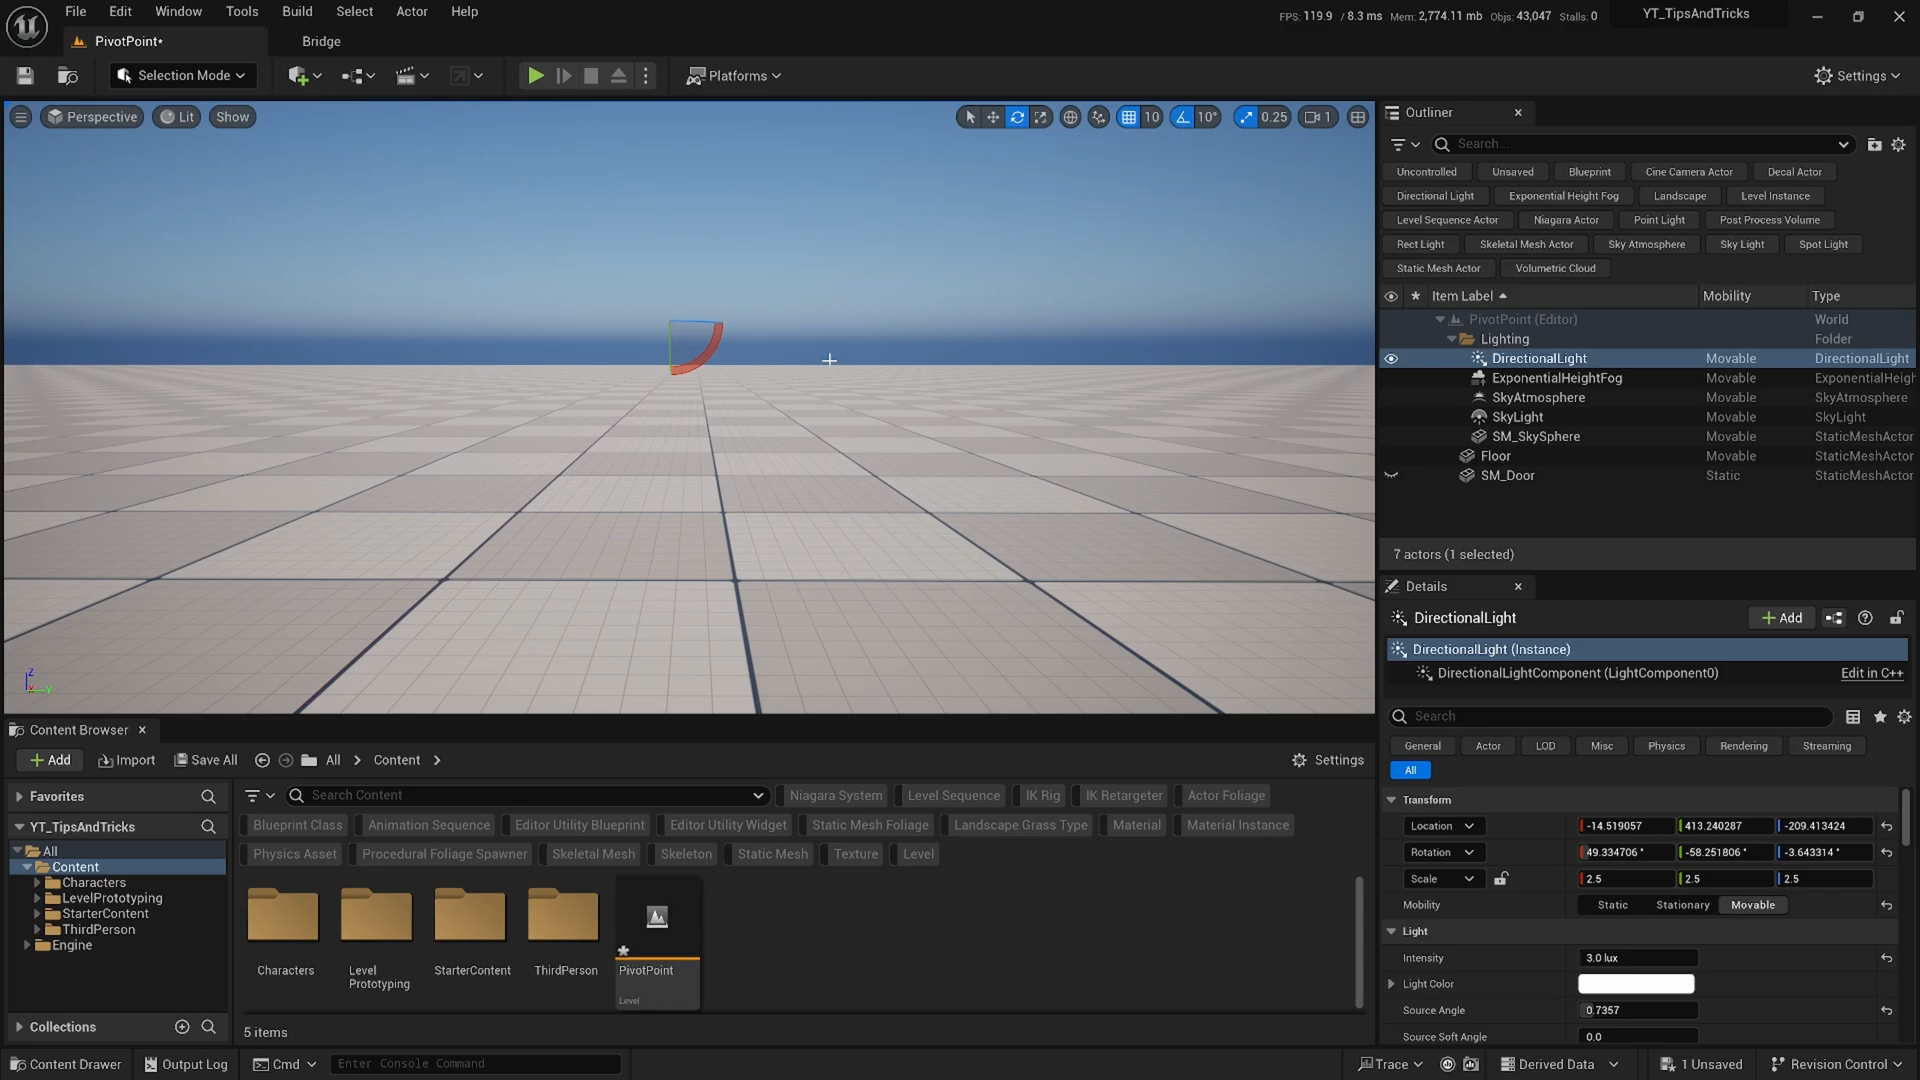 File Edit Window Tools Build Select Actor Help
FPS: 119.9 / 8.3 ms Mem: 2,774.11 mb Objs: 43,047 Stalls: 0
YT_TipsAndTricks
PivotPoint*
Bridge
Selection Mode
Platforms
Settings
Perspective Lit Show
10 10° 0.25 1
Outliner
Search...
Uncontrolled Unsaved Blueprint Cine Camera Actor Decal Actor
Directional Light Exponential Height Fog Landscape Level Instance
Level Sequence Actor Niagara Actor Point Light Post Process Volume
Rect Light Skeletal Mesh Actor Sky Atmosphere Sky Light Spot Light
Static Mesh Actor Volumetric Cloud
Item Label Mobility Type
PivotPoint (Editor) World
Lighting Folder
DirectionalLight Movable DirectionalLight
ExponentialHeightFog Movable ExponentialHeigh
SkyAtmosphere Movable SkyAtmosphere
SkyLight Movable SkyLight
SM_SkySphere Movable StaticMeshActor
Floor Movable StaticMeshActor
SM_Door Static StaticMeshActor
7 actors (1 selected)
Details
DirectionalLight
Add
DirectionalLight (Instance)
DirectionalLightComponent (LightComponent0) Edit in C++
Search
General Actor LOD Misc Physics Rendering Streaming
All
Transform
Location -14.519057 413.240287 -209.413424
Rotation 49.334706 ° -58.251806 ° -3.643314 °
Scale 2.5 2.5 2.5
Mobility Static Stationary Movable
Light
Intensity 3.0 lux
Light Color
Source Angle 0.7357
Source Soft Angle 0.0
Z
X Y
Content Browser
Add Import Save All All Content Settings
Favorites
YT_TipsAndTricks
All
Content
Characters
LevelPrototyping
StarterContent
ThirdPerson
Engine
Collections
Search Content
Niagara System Level Sequence IK Rig IK Retargeter Actor Foliage
Blueprint Class Animation Sequence Editor Utility Blueprint Editor Utility Widget Static Mesh Foliage Landscape Grass Type Material Material Instance
Physics Asset Procedural Foliage Spawner Skeletal Mesh Skeleton Static Mesh Texture Level
Characters
Level
Prototyping
StarterContent
ThirdPerson
PivotPoint
Level
5 items
Content Drawer Output Log Cmd Enter Console Command
Trace Derived Data 1 Unsaved Revision Control